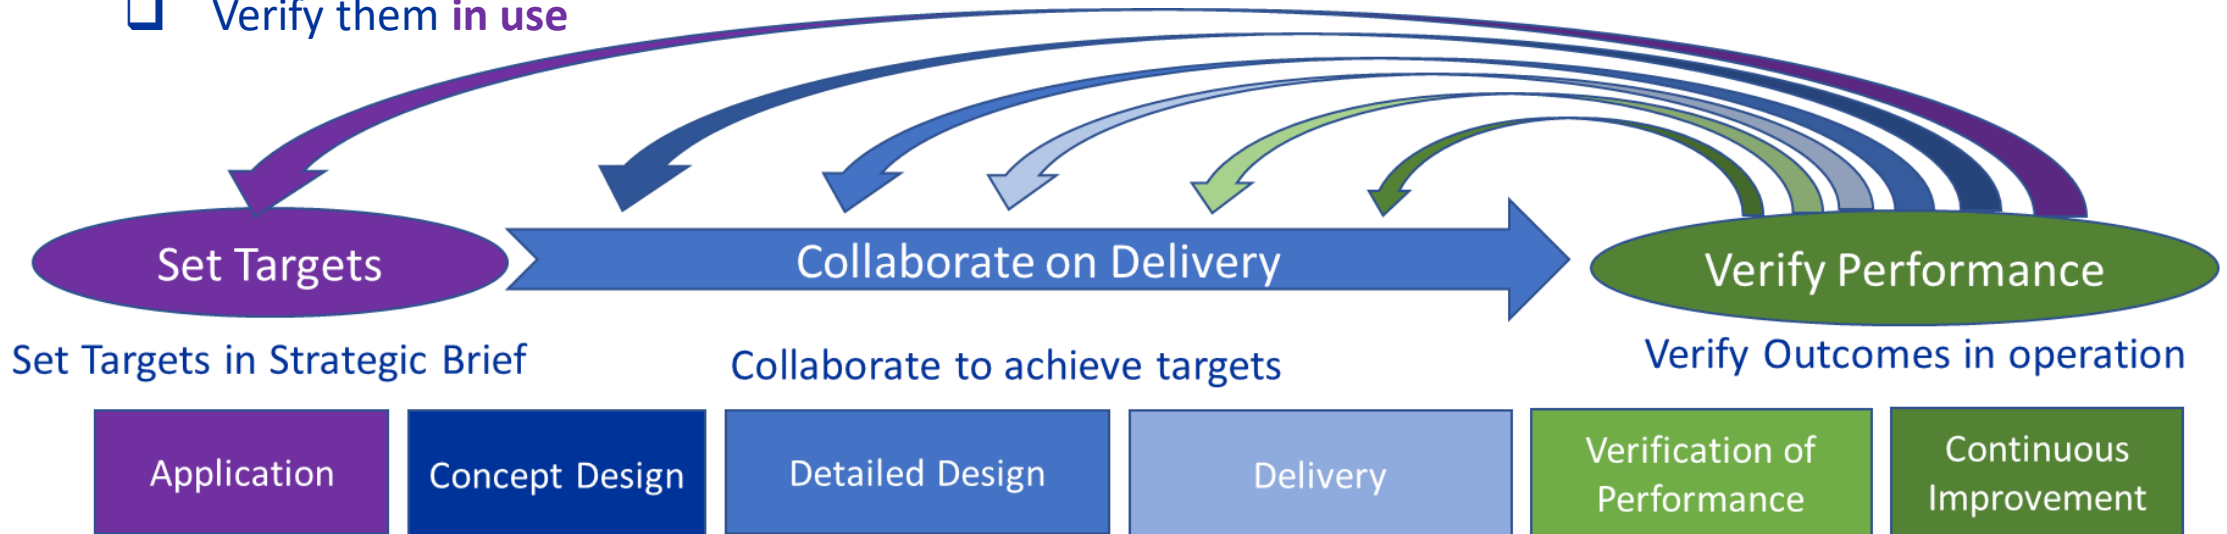 ❑ Verify them in use
Set Targets
Collaborate on Delivery
Verify Performance
Set Targets in Strategic Brief
Collaborate to achieve targets
Verify Outcomes in operation
Application
Concept Design
Detailed Design
Delivery
Verification of
Performance
Continuous
Improvement